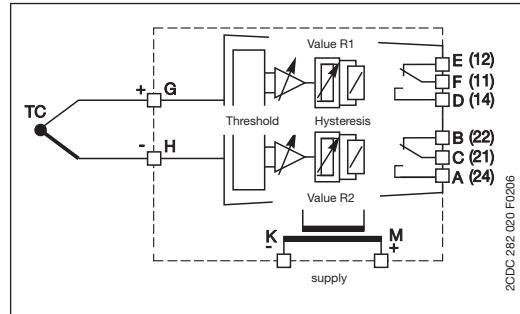 Value R1
E (12)
+ G
F (11)
TC
D (14)
Threshold Hysteresis
B (22)
- H
C (21)
A (24)
Value R2
K M
- +
supply
2CDC 282 020 F0206